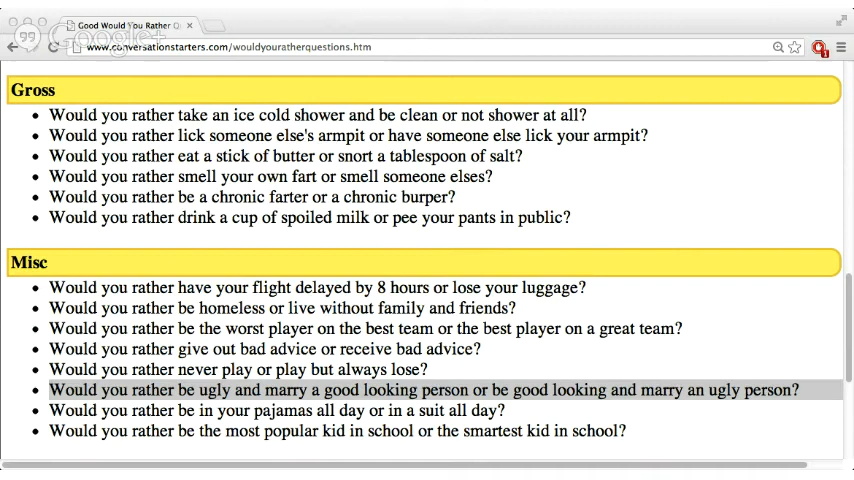 Good Would You Rather Q
Google+
www.conversationstarters.com/wouldyouratherquestions.htm
1
Gross
Would you rather take an ice cold shower and be clean or not shower at all?
Would you rather lick someone else's armpit or have someone else lick your armpit?
Would you rather eat a stick of butter or snort a tablespoon of salt?
Would you rather smell your own fart or smell someone elses?
Would you rather be a chronic farter or a chronic burper?
Would you rather drink a cup of spoiled milk or pee your pants in public?
Misc
Would you rather have your flight delayed by 8 hours or lose your luggage?
Would you rather be homeless or live without family and friends?
Would you rather be the worst player on the best team or the best player on a great team?
Would you rather give out bad advice or receive bad advice?
Would you rather never play or play but always lose?
Would you rather be ugly and marry a good looking person or be good looking and marry an ugly person?
Would you rather be in your pajamas all day or in a suit all day?
Would you rather be the most popular kid in school or the smartest kid in school?